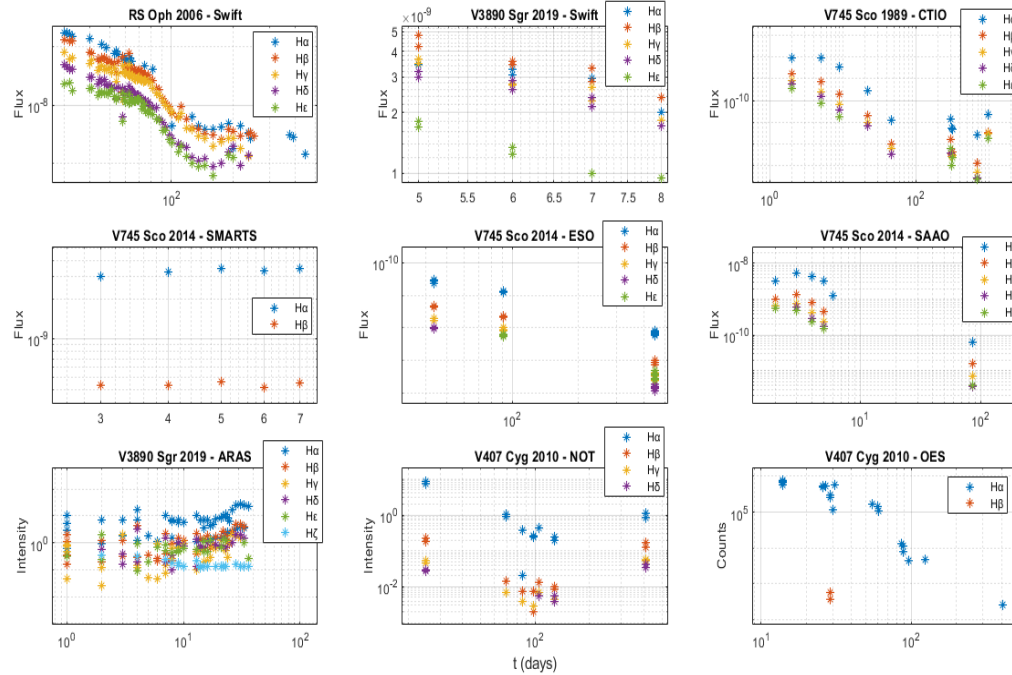 RS Oph 2006 - Swift
Flux
10^-8
10^2
Hα
Hβ
Hγ
Hδ
Hε
V3890 Sgr 2019 - Swift
×10^-9
Flux
5
4
3
2
1
5
5.5
6
6.5
7
7.5
8
Hα
Hβ
Hγ
Hδ
Hε
V745 Sco 1989 - CTIO
Flux
10^-10
10^0
10^2
V745 Sco 2014 - SMARTS
Flux
10^-9
3
4
5
6
7
Hα
Hβ
V745 Sco 2014 - ESO
Flux
10^-10
10^2
Hα
Hβ
Hγ
Hδ
Hε
V745 Sco 2014 - SAAO
Flux
10^-8
10^-10
10^1
10^2
V3890 Sgr 2019 - ARAS
Intensity
10^0
10^0
10^1
10^2
Hα
Hβ
Hγ
Hδ
Hε
Hζ
V407 Cyg 2010 - NOT
Intensity
10^0
10^-2
10^2
t (days)
Hα
Hβ
Hγ
Hδ
V407 Cyg 2010 - OES
Counts
10^5
10^1
10^2
Hα
Hβ